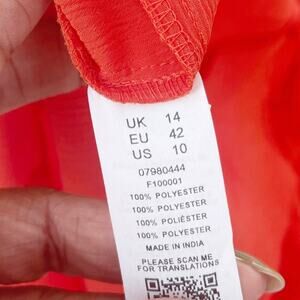 UK 14
EU 42
US 10
07980444
F100001
100% POLYESTER
100% POLYESTER
100% POLIÉSTER
100% POLYESTER
MADE IN INDIA
PLEASE SCAN ME
FOR TRANSLATIONS